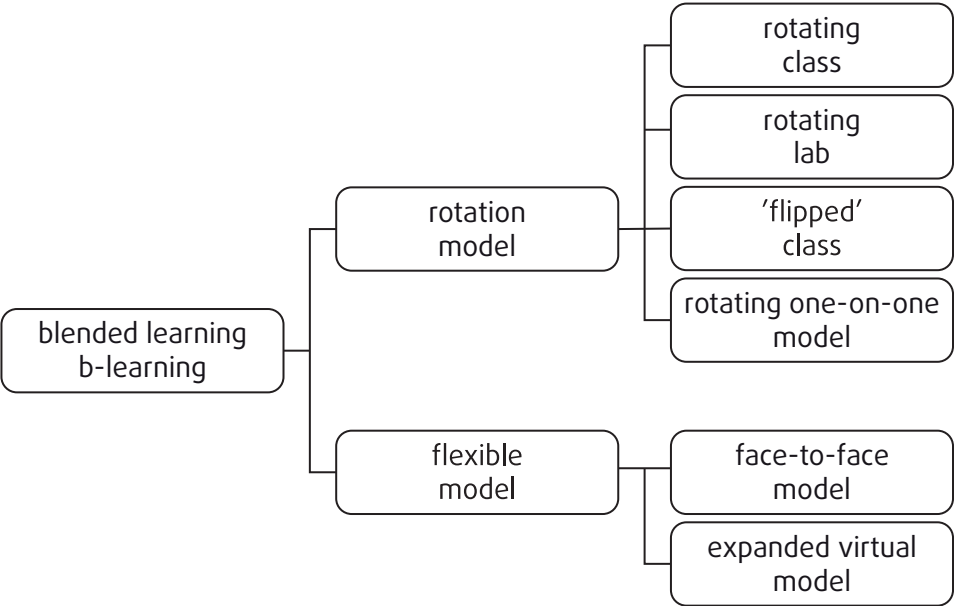 rotating
class
rotating
lab
'flipped'
class
rotation
model
rotating one-on-one
model
blended learning
b-learning
flexible
model
face-to-face
model
expanded virtual
model